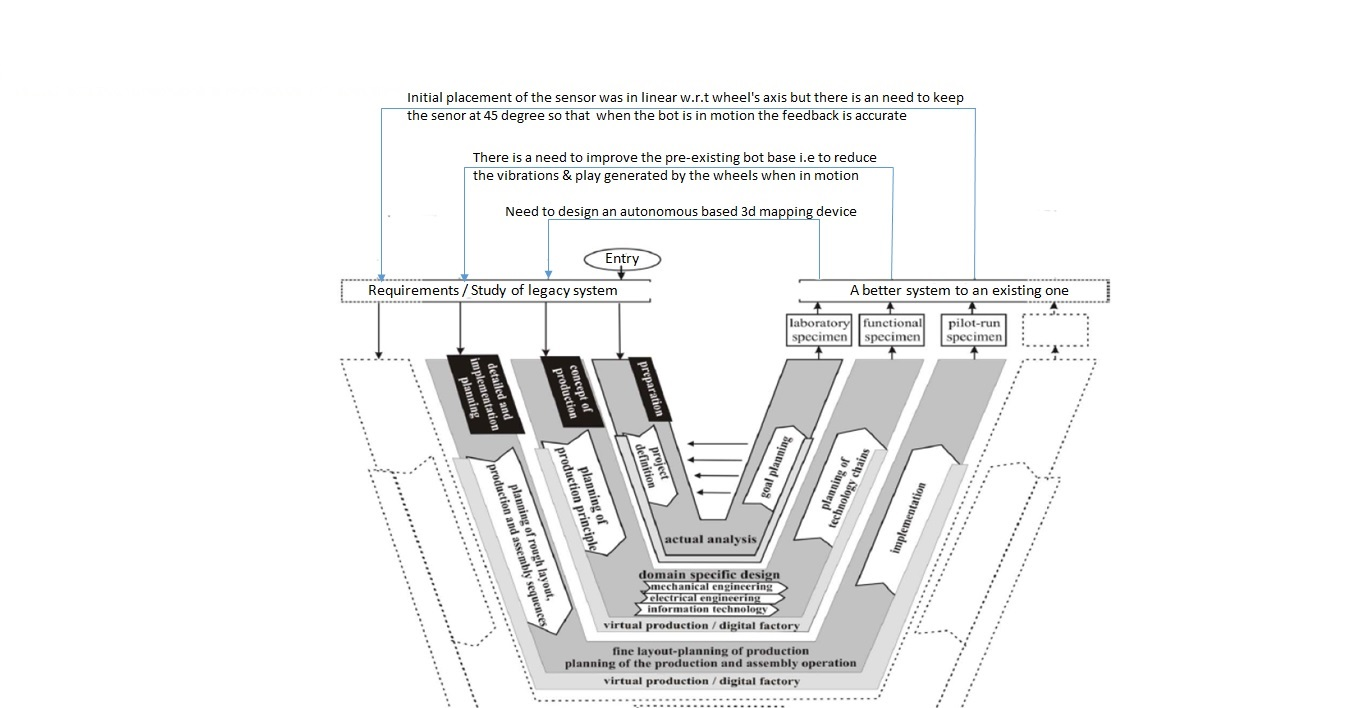 Initial placement of the sensor was in linear w.r.t wheel's axis but there is an need to keep
the senor at 45 degree so that when the bot is in motion the feedback is accurate
There is a need to improve the pre-existing bot base i.e to reduce
the vibrations & play generated by the wheels when in motion
Need to design an autonomous based 3d mapping device
Entry
Requirements / Study of legacy system
A better system to an existing one
laboratory
specimen
functional
specimen
pilot-run
specimen
detailed and
implementation
planning
concept of
production
preparation
planning of rough layout,
production and assembly sequences
planning of
production principle
project
definition
goal planning
planning of
technology chains
implementation
actual analysis
domain specific design
mechanical engineering
electrical engineering
information technology
virtual production / digital factory
fine layout-planning of production
planning of the production and assembly operation
virtual production / digital factory